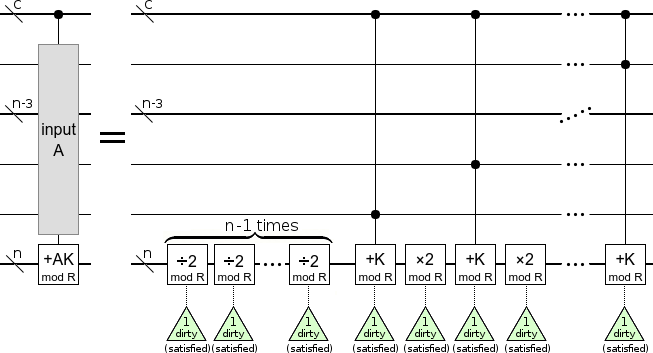 C
n-3
input
A
n
+AK
mod R
=
C
n-3
n
n-1 times
÷2
mod R
÷2
mod R
÷2
mod R
+K
mod R
×2
mod R
+K
mod R
×2
mod R
+K
mod R
1
dirty
(satisfied)
1
dirty
(satisfied)
1
dirty
(satisfied)
1
dirty
(satisfied)
1
dirty
(satisfied)
1
dirty
(satisfied)
1
dirty
(satisfied)
1
dirty
(satisfied)